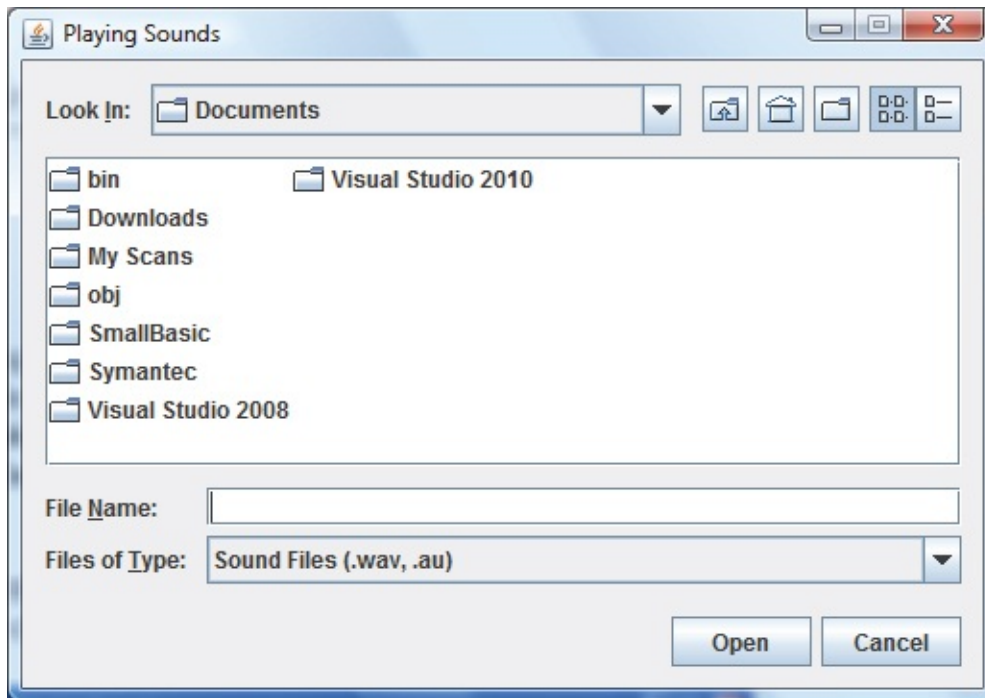 Playing Sounds
Look In: Documents
bin Visual Studio 2010
Downloads
My Scans
obj
SmallBasic
Symantec
Visual Studio 2008
File Name:
Files of Type: Sound Files (.wav, .au)
Open Cancel